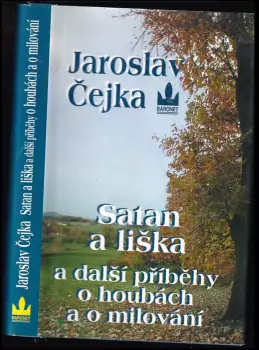 Jaroslav Čejka Satan a liška a další příběhy o houbách a o milování
BARONET
Jaroslav
Čejka
BARONET
Satan
a liška
a další příběhy
o houbách
a o milování